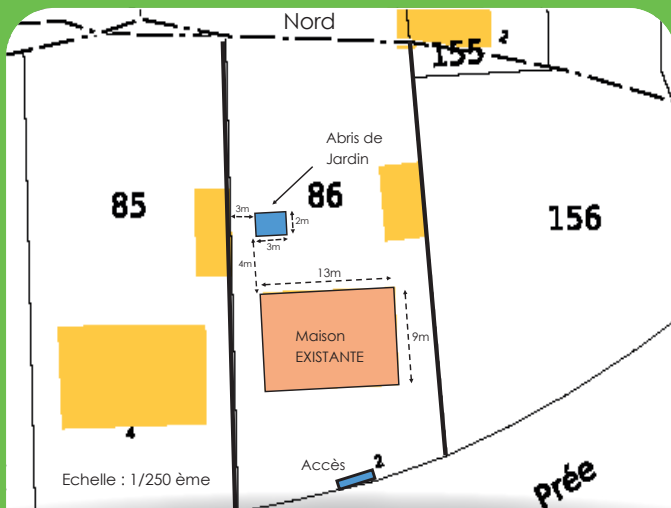 Nord
2
155
Abris de
Jardin
85
86
156
3m
2m
3m
4m
13m
9m
Maison
EXISTANTE
4
Accès
2
Echelle : 1/250 ème
Prée